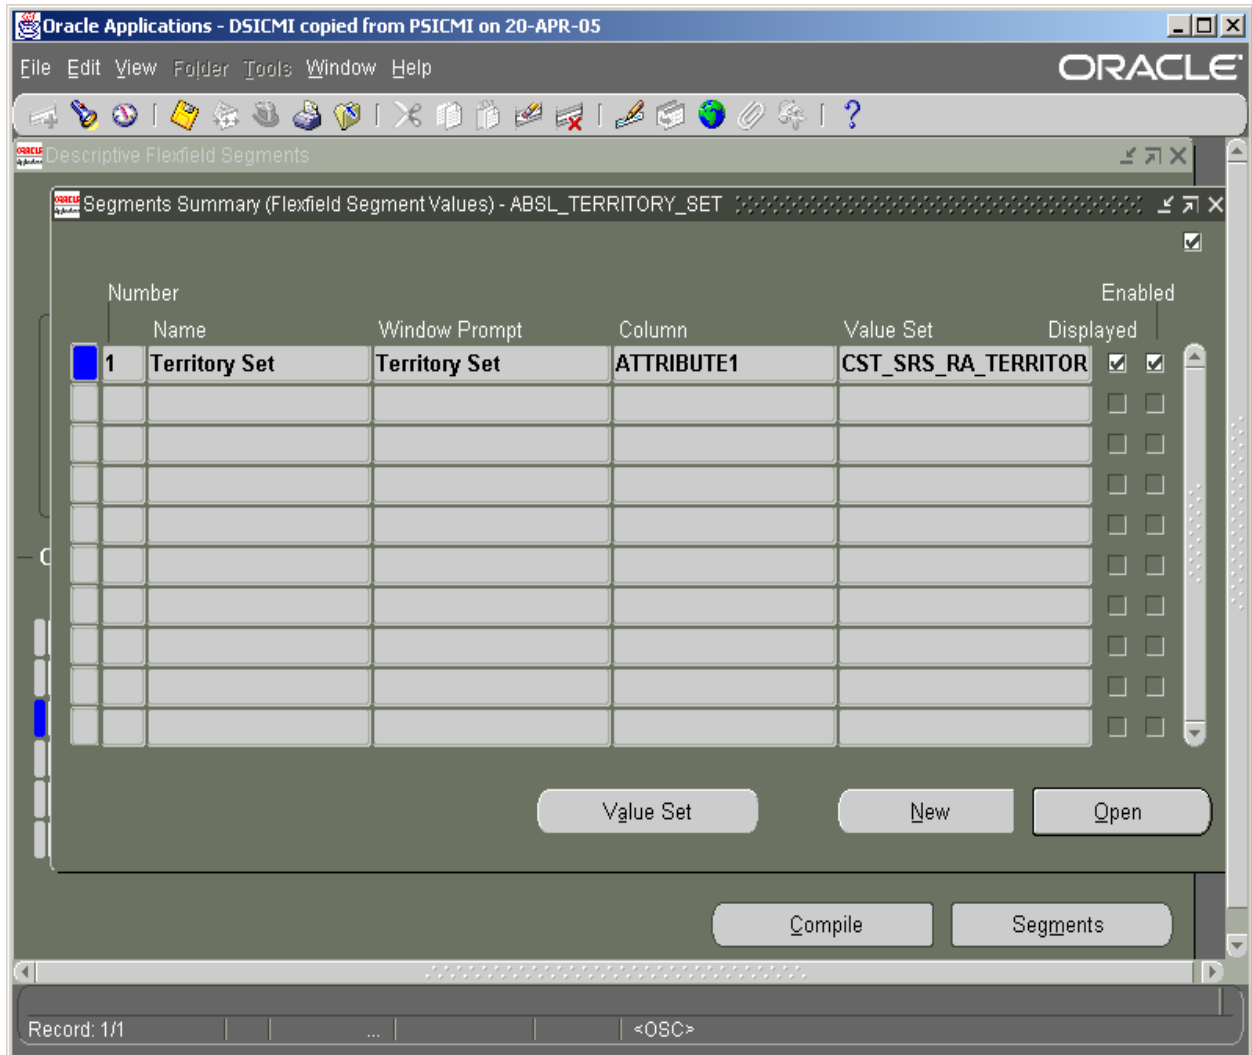 Oracle Applications - DSICMI copied from PSICMI on 20-APR-05
File Edit View Folder Tools Window Help
ORACLE
Descriptive Flexfield Segments
Segments Summary (Flexfield Segment Values) - ABSL_TERRITORY_SET
Number Enabled
Name Window Prompt Column Value Set Displayed
1 Territory Set Territory Set ATTRIBUTE1 CST_SRS_RA_TERRITOR
Value Set New Open
Compile Segments
Record: 1/1 ... <OSC>